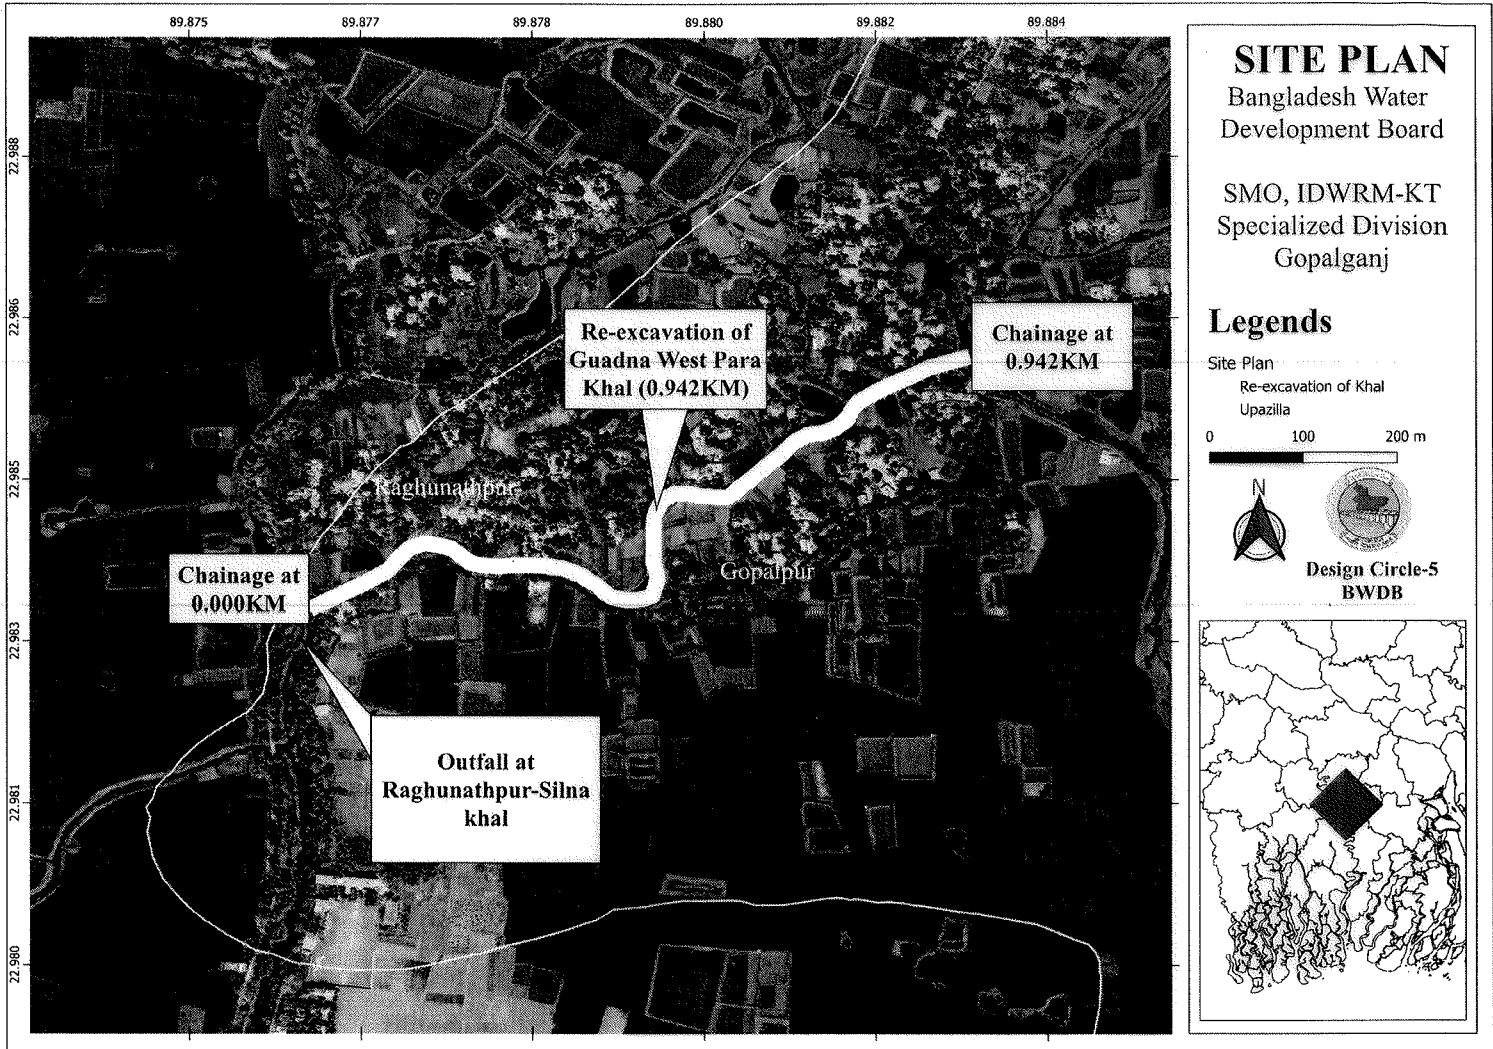 89.875
89.877
89.878
89.880
89.882
89.884
22.988
22.986
22.985
22.983
22.981
22.980
Re-excavation of
Guadna West Para
Khal (0.942KM)
Chainage at
0.942KM
Raghunathpur
Gopalpur
Chainage at
0.000KM
Outfall at
Raghunathpur-Silna
khal
SITE PLAN
Bangladesh Water
Development Board
SMO, IDWRM-KT
Specialized Division
Gopalganj
Legends
Site Plan
Re-excavation of Khal
Upazilla
0 100 200 m
N
Design Circle-5
BWDB